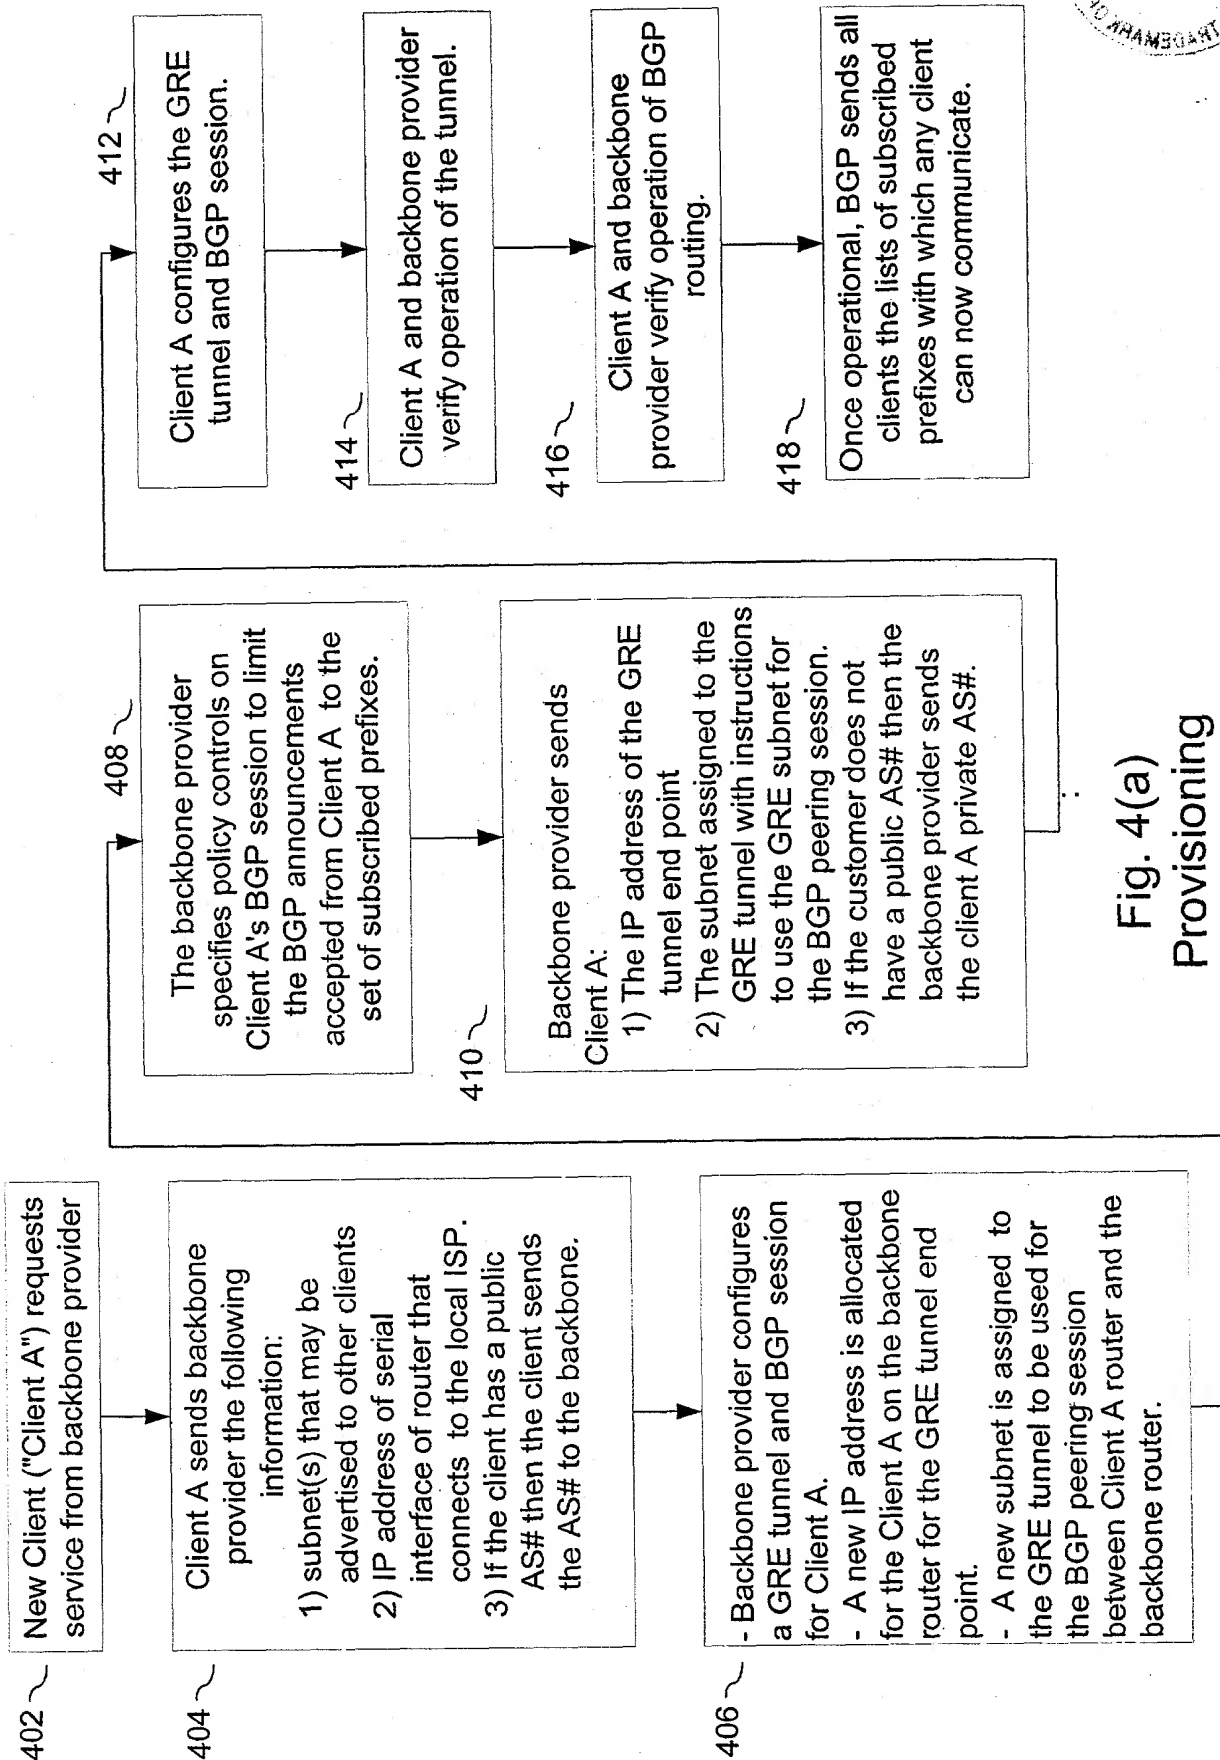 402
New Client ("Client A") requests
service from backbone provider
404
Client A sends backbone
provider the following
information:
1) subnet(s) that may be
advertised to other clients
2) IP address of serial
interface of router that
connects to the local ISP.
3) If the client has a public
AS# then the client sends
the AS# to the backbone.
406
- Backbone provider configures
a GRE tunnel and BGP session
for Client A.
- A new IP address is allocated
for the Client A on the backbone
router for the GRE tunnel end
point.
- A new subnet is assigned to
the GRE tunnel to be used for
the BGP peering session
between Client A router and the
backbone router.
408
The backbone provider
specifies policy controls on
Client A's BGP session to limit
the BGP announcements
accepted from Client A to the
set of subscribed prefixes.
410
Backbone provider sends
Client A:
1) The IP address of the GRE
tunnel end point
2) The subnet assigned to the
GRE tunnel with instructions
to use the GRE subnet for
the BGP peering session.
3) If the customer does not
have a public AS# then the
backbone provider sends
the client A private AS#.
412
Client A configures the GRE
tunnel and BGP session.
414
Client A and backbone provider
verify operation of the tunnel.
416
Client A and backbone
provider verify operation of BGP
routing.
418
Once operational, BGP sends all
clients the lists of subscribed
prefixes with which any client
can now communicate.
Fig. 4(a)
Provisioning
TRADEMARK